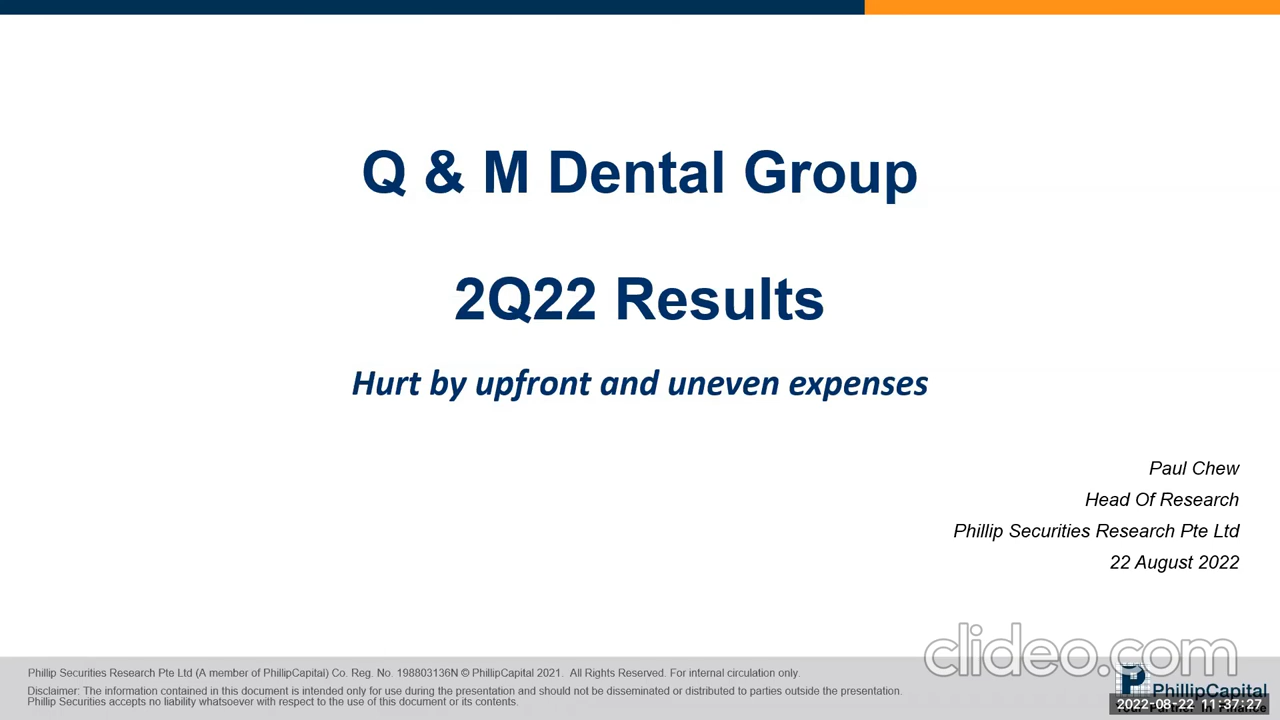 Q & M Dental Group
2Q22 Results
Hurt by upfront and uneven expenses
Paul Chew
Head Of Research
Phillip Securities Research Pte Ltd
22 August 2022
clideo.com
Phillip Securities Research Pte Ltd (A member of PhillipCapital) Co. Reg. No. 198803136N © PhillipCapital 2021. All Rights Reserved. For internal circulation only.
Disclaimer: The information contained in this document is intended only for use during the presentation and should not be disseminated or distributed to parties outside the presentation.
Phillip Securities accepts no liability whatsoever with respect to the use of this document or its contents.
PhillipCapital
Your Partner In Finance
2022-08-22 11:37:27